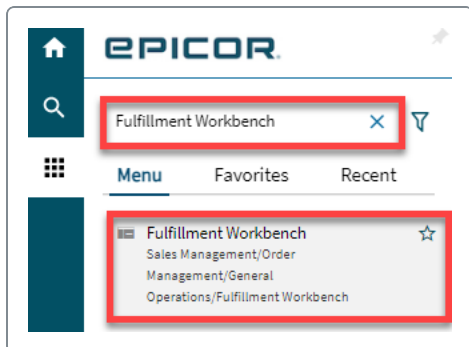 EPICOR
Fulfillment Workbench
Menu Favorites Recent
Fulfillment Workbench
Sales Management/Order
Management/General
Operations/Fulfillment Workbench